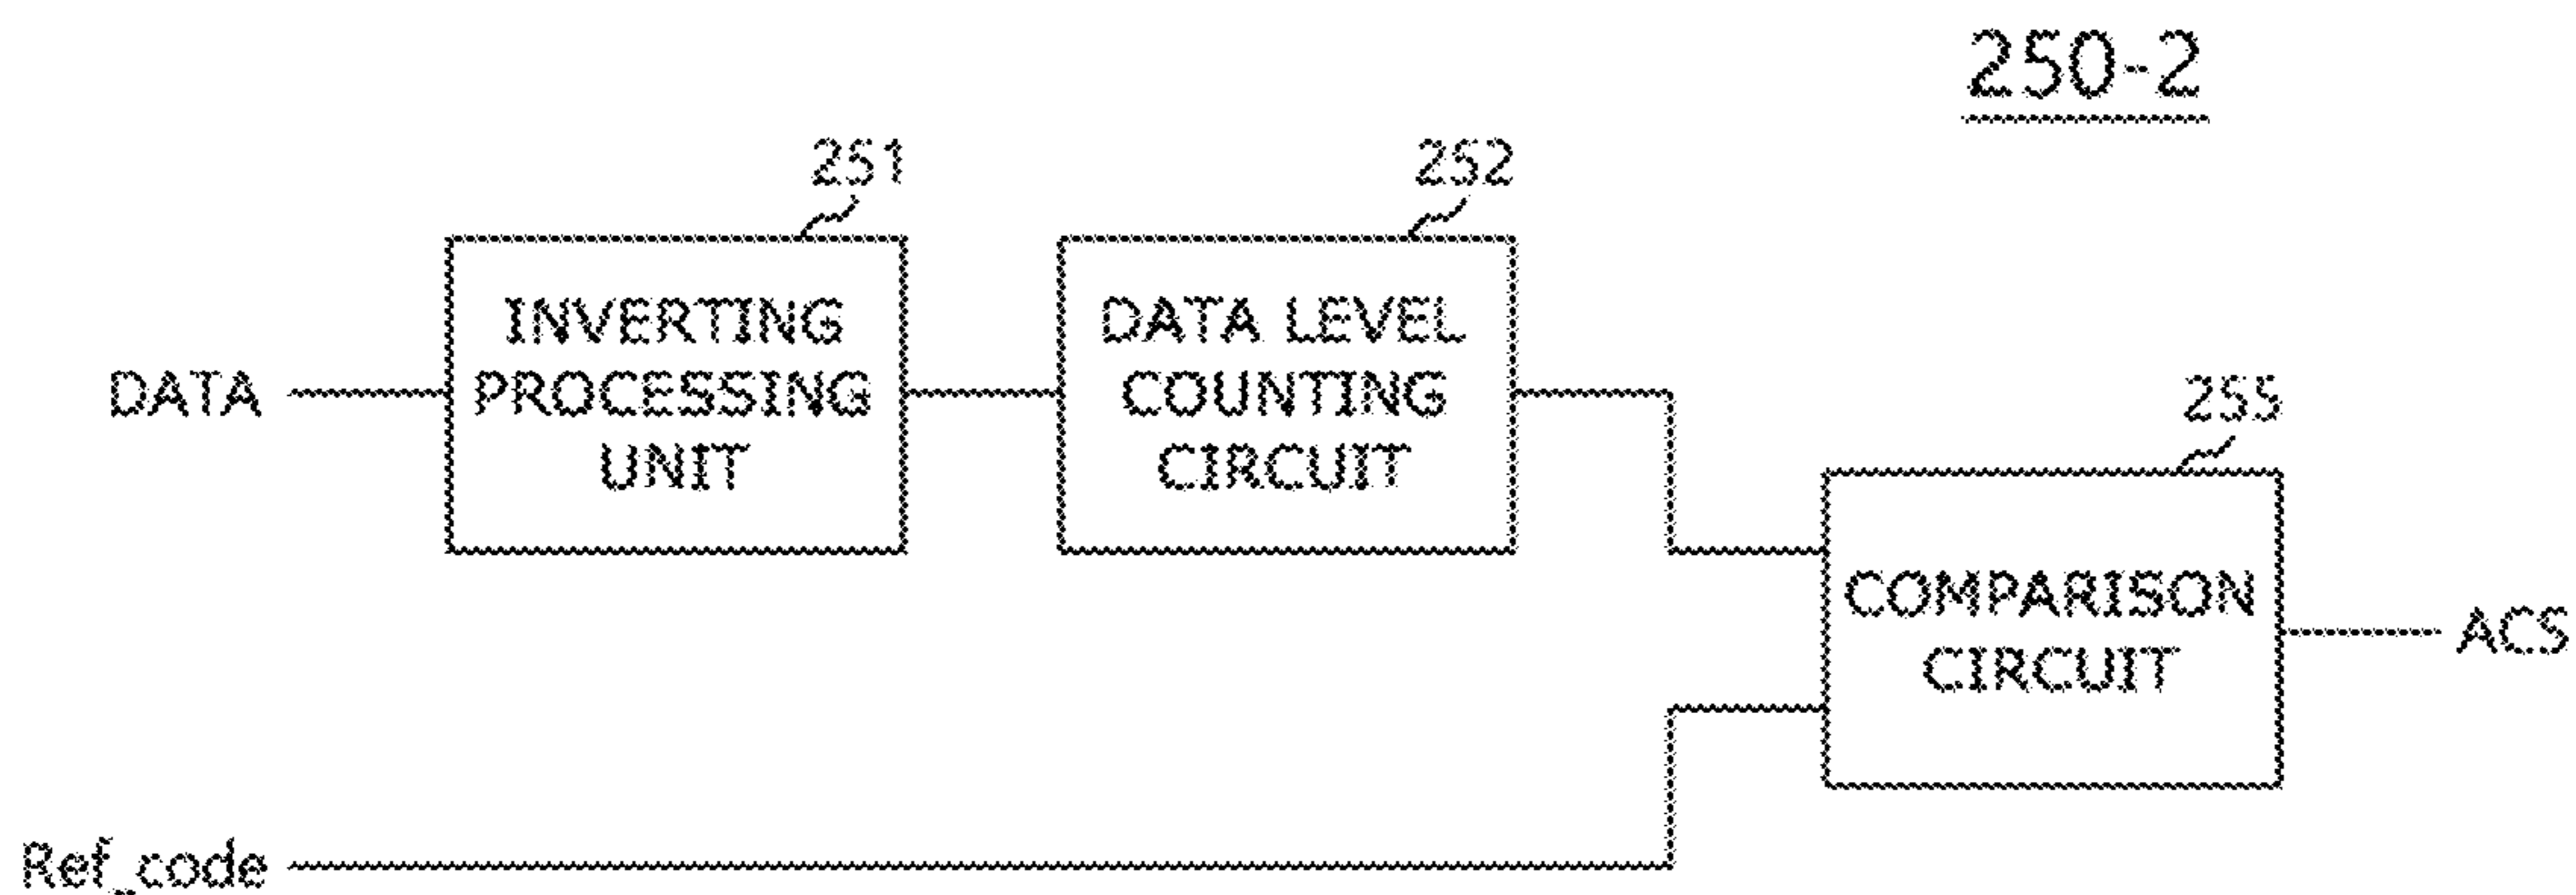 250-2
251
252
INVERTING
PROCESSING
UNIT
DATA LEVEL
COUNTING
CIRCUIT
DATA
255
COMPARISON
CIRCUIT
ACS
Ref_code